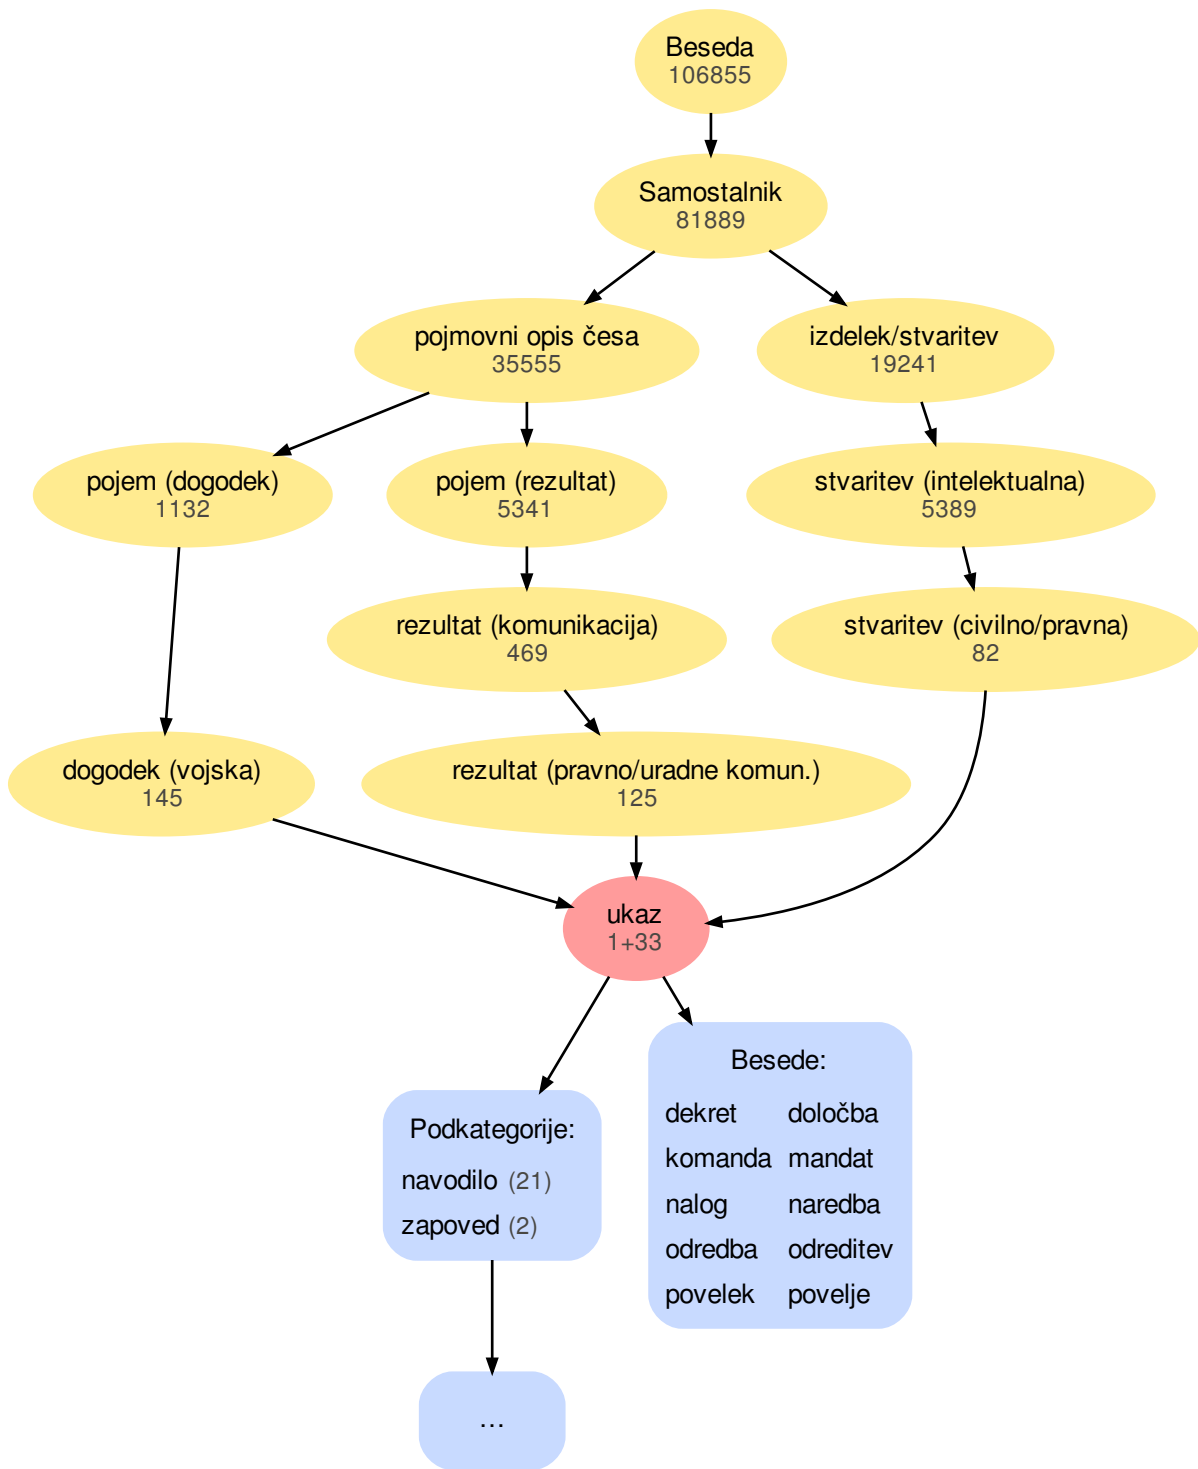 Beseda
106855
Samostalnik
81889
pojmovni opis česa
35555
izdelek/stvaritev
19241
pojem (dogodek)
1132
pojem (rezultat)
5341
stvaritev (intelektualna)
5389
rezultat (komunikacija)
469
stvaritev (civilno/pravna)
82
dogodek (vojska)
145
rezultat (pravno/uradne komun.)
125
ukaz
1+33
Podkategorije:
navodilo (21)
zapoved (2)
Besede:
dekret določba
komanda mandat
nalog naredba
odredba odreditev
povelek povelje
…